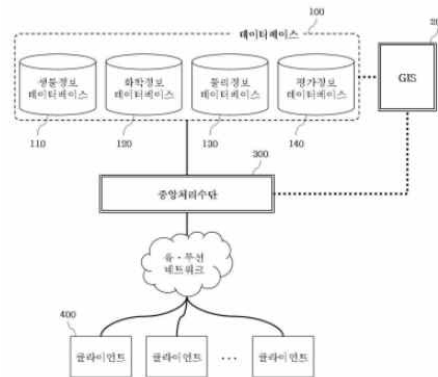 100
데이터베이스
생물정보
데이터베이스
화학정보
데이터베이스
물리정보
데이터베이스
평가정보
데이터베이스
GIS
110
120
130
140
300
중앙처리수단
유·무선
네트워크
400
클라이언트
클라이언트
...
클라이언트